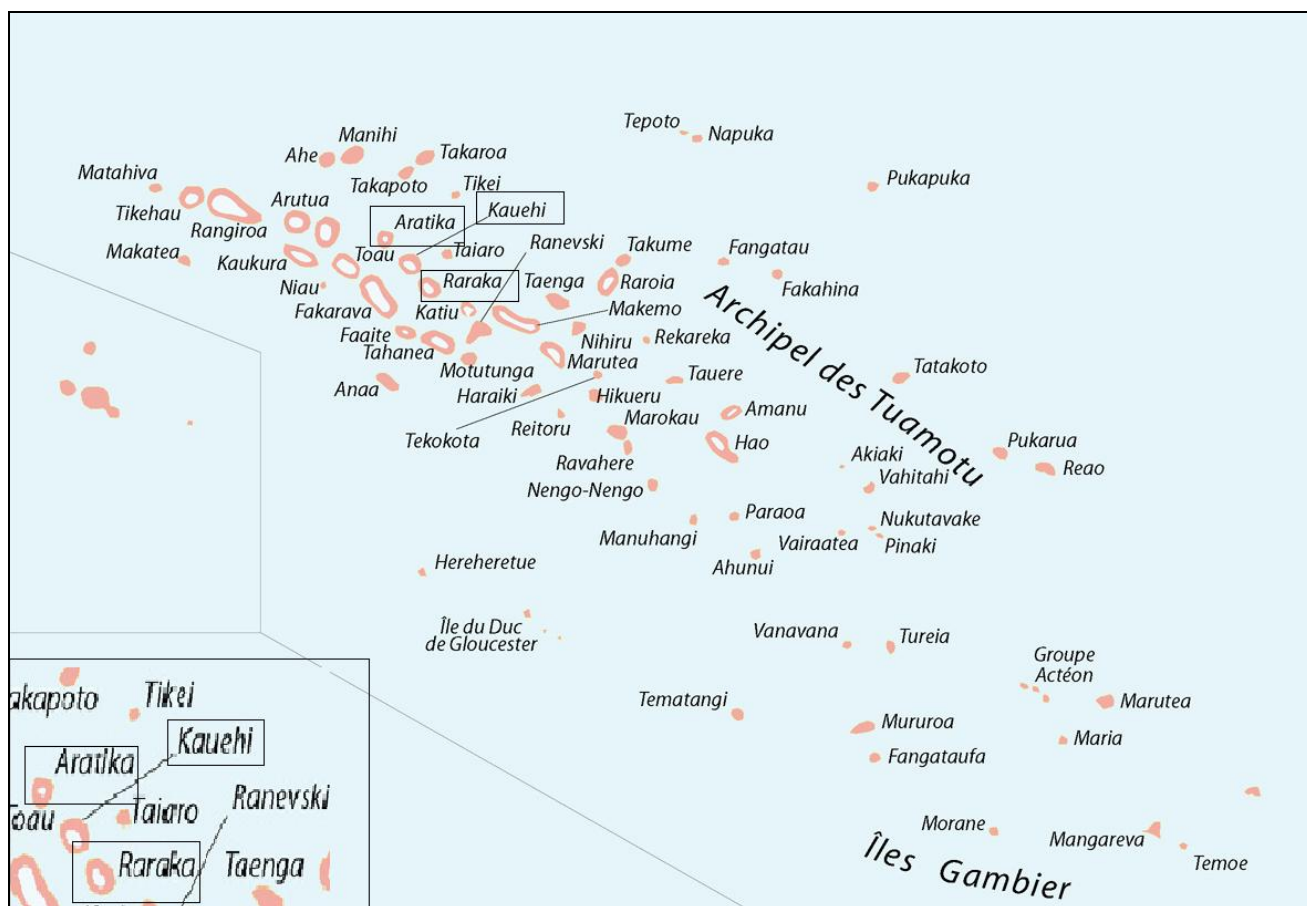 Tepoto
Napuka
Manihi
Ahe
Takaroa
Matahiva
Takapoto
Tikei
Pukapuka
Tikehau
Arutua
Kauehi
Rangiroa
Aratika
Ranevski
Takume
Makatea
Kaukura
Toau
Taiaro
Fangatau
Niau
Raraka
Taenga
Raroia
Fakahina
Fakarava
Katiu
Makemo
Faaite
Nihiru
Rekareka
Tahanea
Marutea
Motutunga
Tatakoto
Anaa
Haraiki
Hikueru
Tauere
Amanu
Reitoru
Marokau
Tekokota
Hao
Pukarua
Ravahere
Akiaki
Reao
Vahitahi
Nengo-Nengo
Paraoa
Nukutavake
Manuhangi
Vairaatea
Pinaki
Ahunui
Hereheretue
Archipel des Tuamotu
Île du Duc
de Gloucester
Vanavana
Tureia
Groupe
Actéon
Tematangi
Marutea
Mururoa
Maria
Fangataufa
Morane
Mangareva
Temoe
Îles Gambier
akapoto
Tikei
Kauehi
Aratika
Ranevski
Toau
Taiaro
Raraka
Taenga